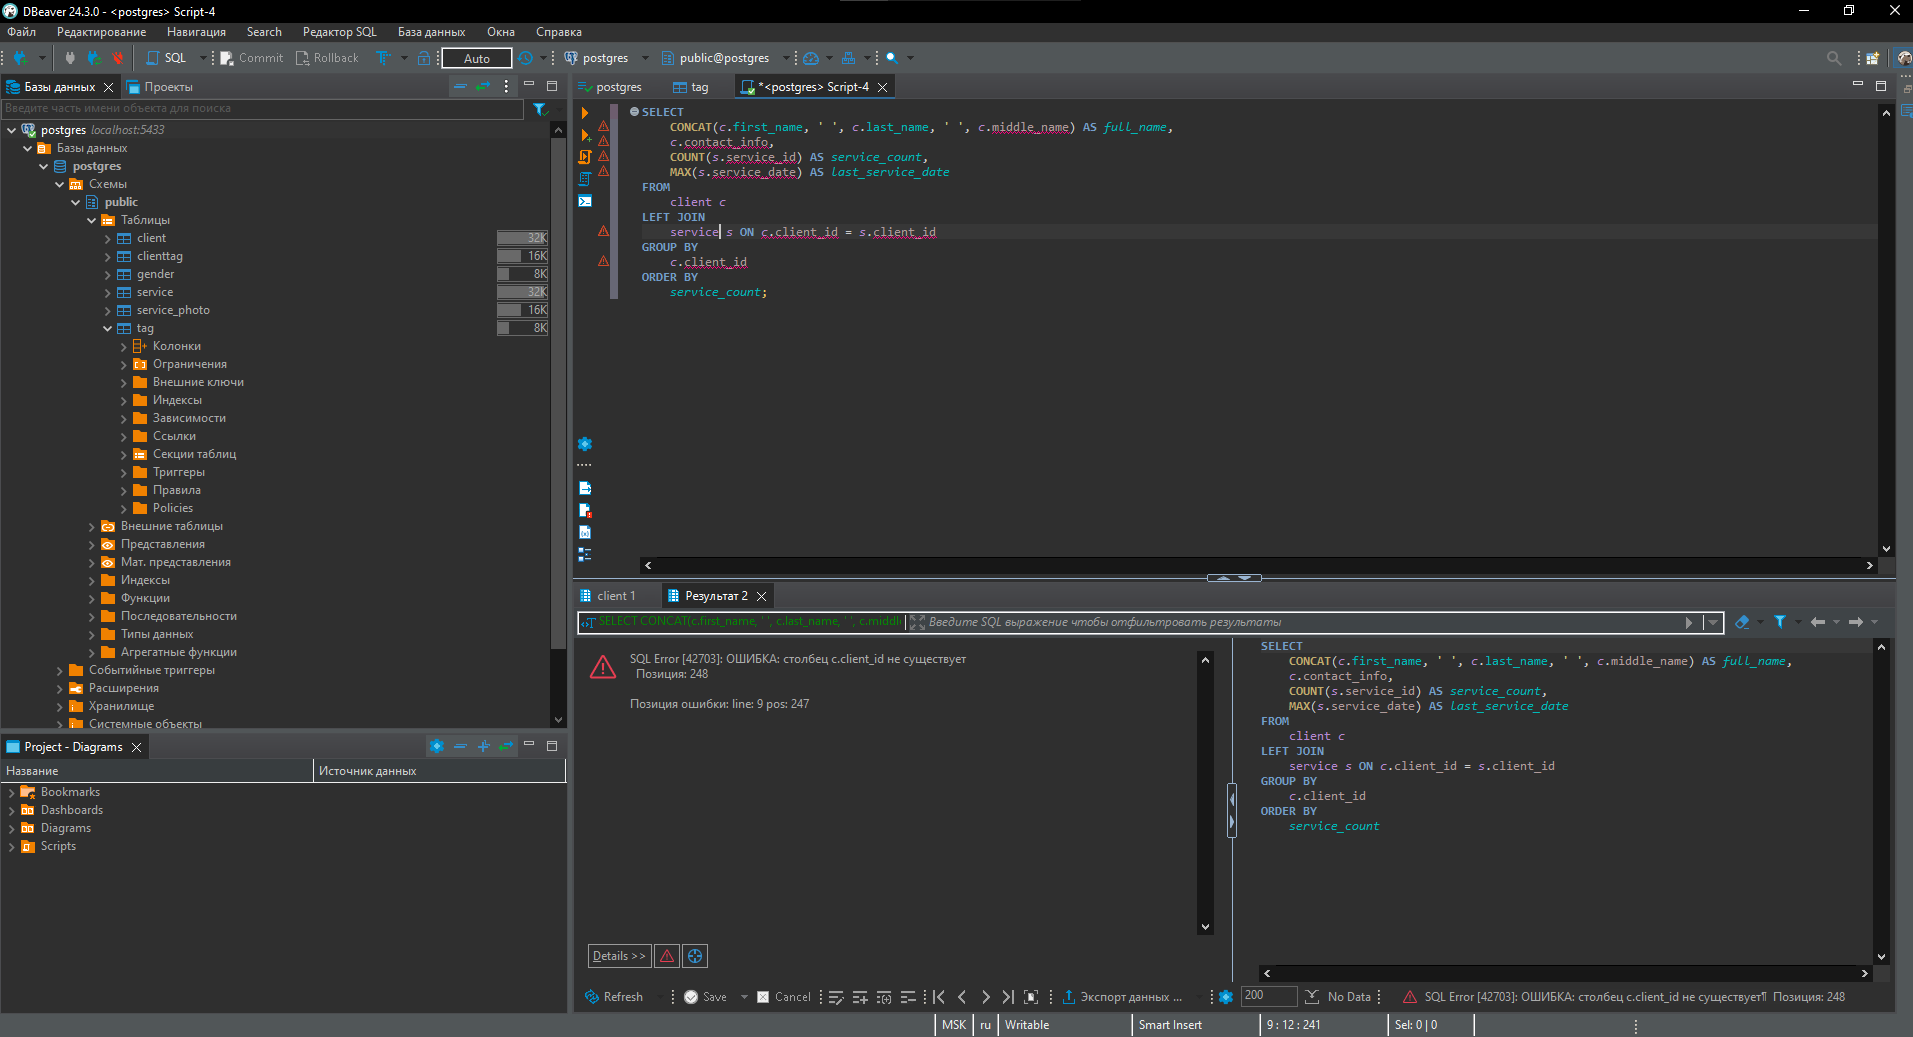 DBeaver 24.3.0 - <postgres> Script-4
Файл Редактирование Навигация Search Редактор SQL База данных Окна Справка
SQL Commit Rollback Auto postgres public@postgres
Базы данных Проекты
postgres tag *<postgres> Script-4
Введите часть имени объекта для поиска
postgres localhost:5433
Базы данных
postgres
Схемы
public
Таблицы
client 32K
clienttag 16K
gender 8K
service 32K
service_photo 16K
tag 8K
Колонки
Ограничения
Внешние ключи
Индексы
Зависимости
Ссылки
Секции таблиц
Триггеры
Правила
Policies
Внешние таблицы
Представления
Мат. представления
Индексы
Функции
Последовательности
Типы данных
Агрегатные функции
Событийные триггеры
Расширения
Хранилище
Системные объекты
SELECT
CONCAT(c.first_name, ' ', c.last_name, ' ', c.middle_name) AS full_name,
c.contact_info,
COUNT(s.service_id) AS service_count,
MAX(s.service_date) AS last_service_date
FROM
client c
LEFT JOIN
service s ON c.client_id = s.client_id
GROUP BY
c.client_id
ORDER BY
service_count;
Project - Diagrams
Название Источник данных
Bookmarks
Dashboards
Diagrams
Scripts
client 1 Результат 2
SELECT CONCAT(c.first_name, ' ', c.last_name, ' ', c.middl Введите SQL выражение чтобы отфильтровать результаты
SQL Error [42703]: ОШИБКА: столбец c.client_id не существует
Позиция: 248
Позиция ошибки: line: 9 pos: 247
Details >>
SELECT
CONCAT(c.first_name, ' ', c.last_name, ' ', c.middle_name) AS full_name,
c.contact_info,
COUNT(s.service_id) AS service_count,
MAX(s.service_date) AS last_service_date
FROM
client c
LEFT JOIN
service s ON c.client_id = s.client_id
GROUP BY
c.client_id
ORDER BY
service_count
Refresh Save Cancel Экспорт данных ... 200 No Data SQL Error [42703]: ОШИБКА: столбец c.client_id не существует¶ Позиция: 248
MSK ru Writable Smart Insert 9 : 12 : 241 Sel: 0 | 0